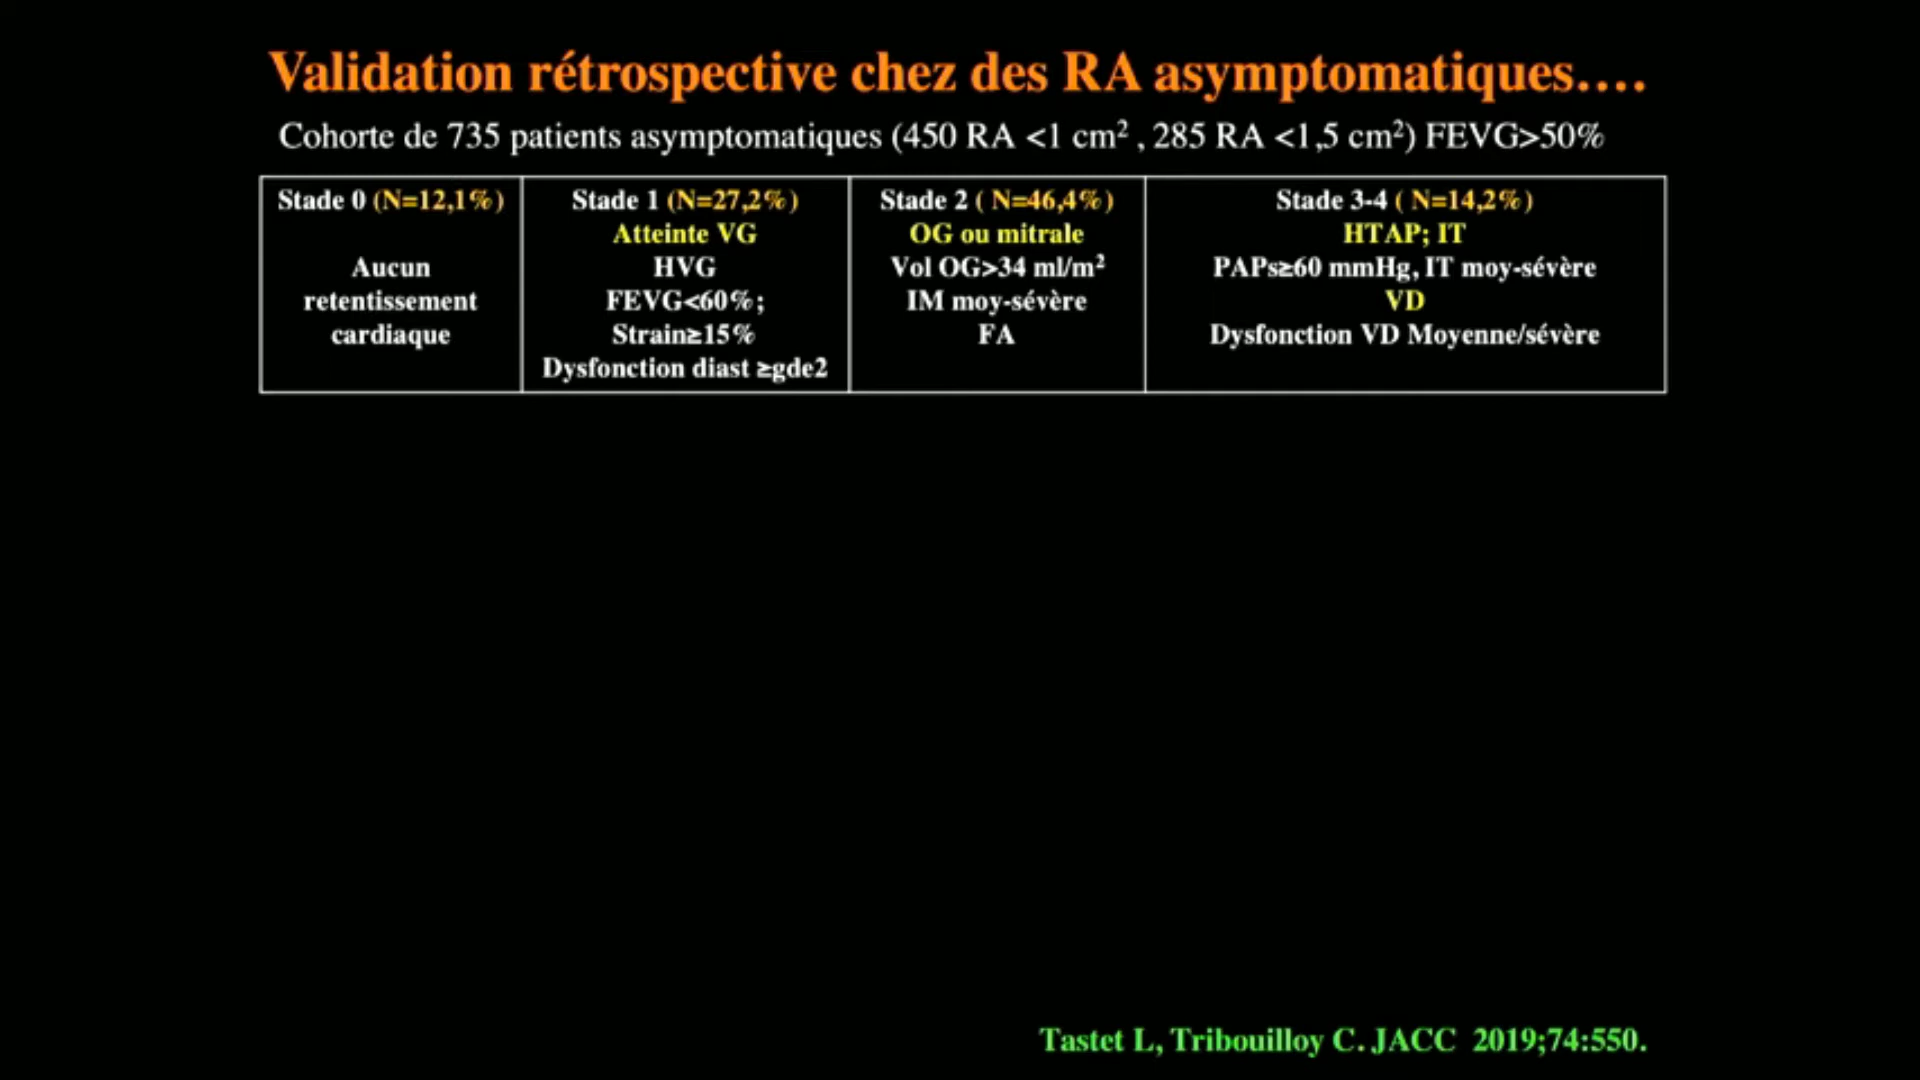 Validation rétrospective chez des RA asymptomatiques….
Cohorte de 735 patients asymptomatiques (450 RA <1 cm² , 285 RA <1,5 cm²) FEVG>50%
Stade 0 (N=12,1%)
Aucun
retentissement
cardiaque
Stade 1 (N=27,2%)
Atteinte VG
HVG
FEVG<60%;
Strain≥15%
Dysfonction diast ≥gde2
Stade 2 ( N=46,4%)
OG ou mitrale
Vol OG>34 ml/m²
IM moy-sévère
FA
Stade 3-4 ( N=14,2%)
HTAP; IT
PAPs≥60 mmHg, IT moy-sévère
VD
Dysfonction VD Moyenne/sévère
Tastet L, Tribouilloy C. JACC 2019;74:550.